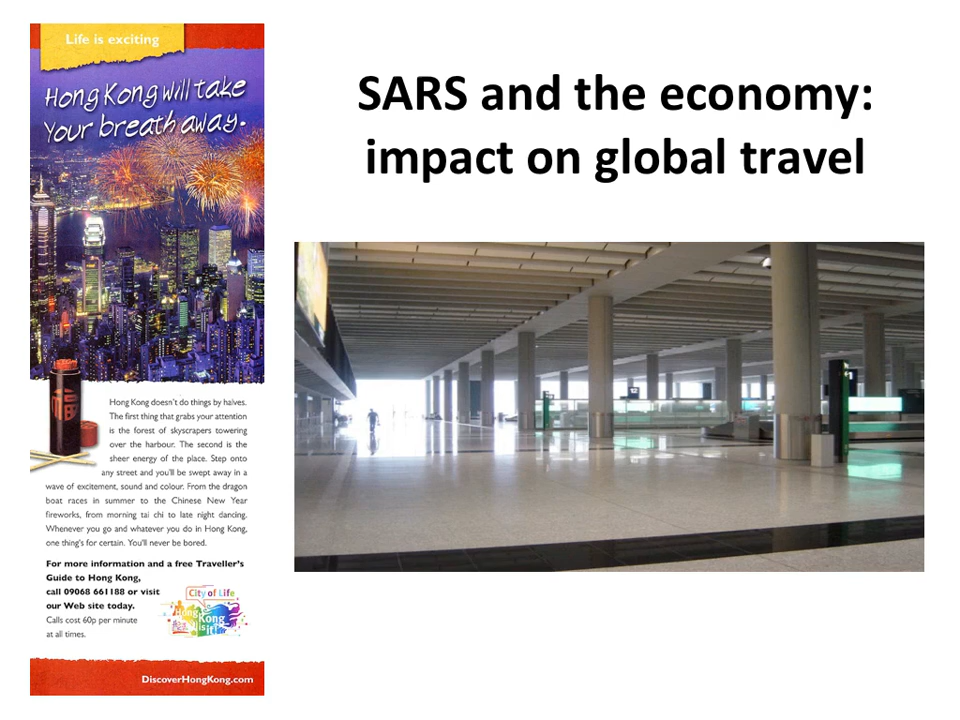 Life is exciting
Hong Kong will take
Your breath away.
Hong Kong doesn't do things by halves.
The first thing that grabs your attention
is the forest of skyscrapers towering
over the harbour. The second is the
sheer energy of the place. Step onto
any street and you'll be swept away in a
wave of excitement, sound and colour. From the dragon
boat races in summer to the Chinese New Year
fireworks, from morning tai chi to late night dancing.
Whenever you go and whatever you do in Hong Kong,
one thing's for certain. You'll never be bored.
For more information and a free Traveller's
Guide to Hong Kong,
call 09068 661188 or visit
our Web site today.
Calls cost 60p per minute
at all times.
City of Life
Hong
Kong
is it!
DiscoverHongKong.com
SARS and the economy:
impact on global travel